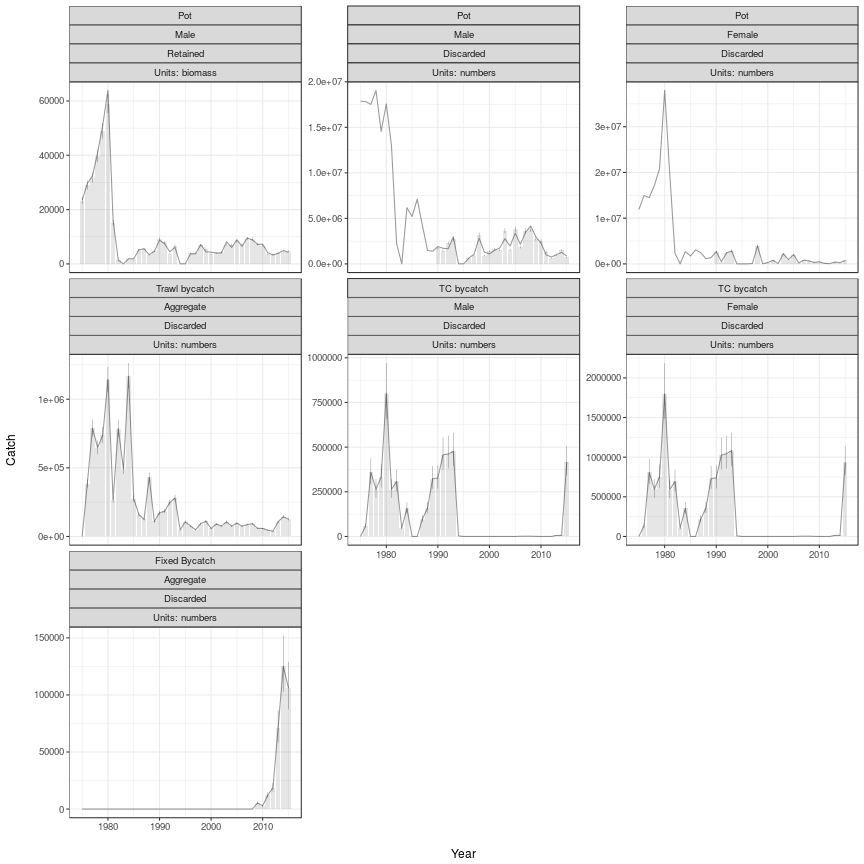 Pot
Male
Retained
Units: biomass
60000
40000
20000
0
Pot
Male
Discarded
Units: numbers
2.0e+07
1.5e+07
1.0e+07
5.0e+06
0.0e+00
Pot
Female
Discarded
Units: numbers
3e+07
2e+07
1e+07
0e+00
Trawl bycatch
Aggregate
Discarded
Units: numbers
1e+06
5e+05
0e+00
TC bycatch
Male
Discarded
Units: numbers
1000000
750000
500000
250000
0
1980 1990 2000 2010
TC bycatch
Female
Discarded
Units: numbers
2000000
1500000
1000000
500000
0
1980 1990 2000 2010
Fixed Bycatch
Aggregate
Discarded
Units: numbers
150000
100000
50000
0
1980 1990 2000 2010
Catch
Year